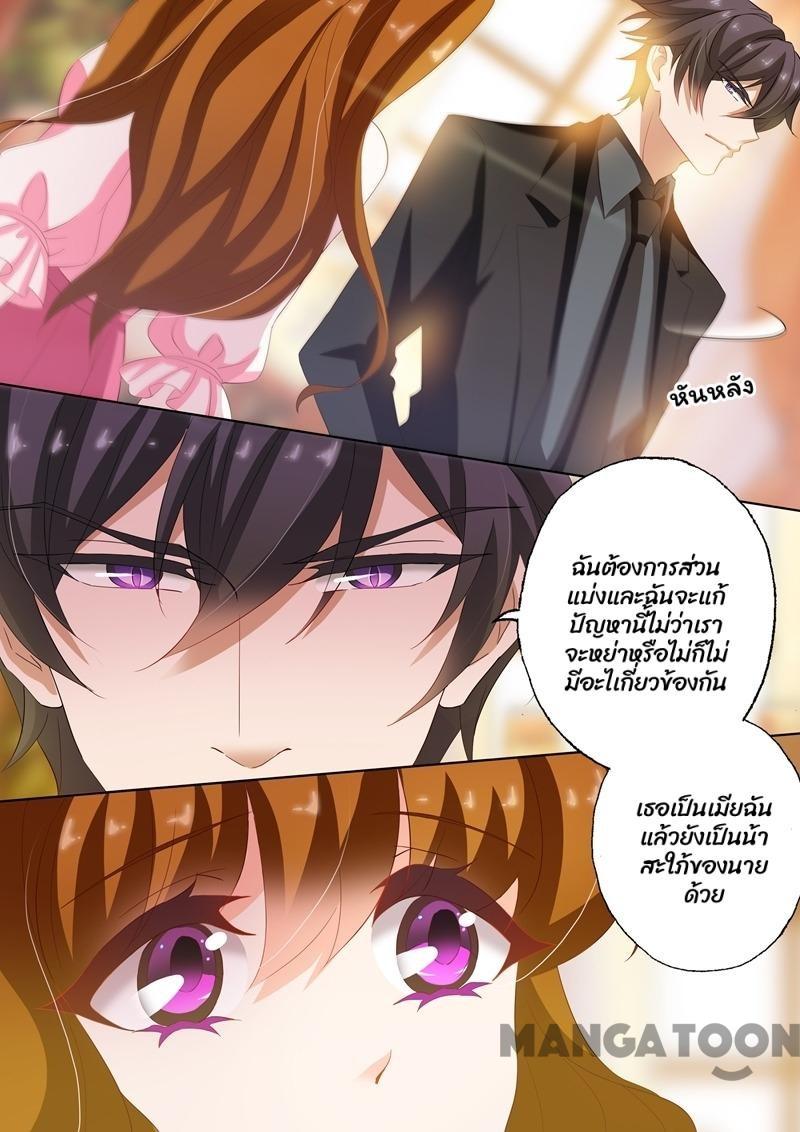 หันหลัง
ฉันต้องการส่วน
แบ่งและฉันจะแก้
ปัญหานี้ไม่ว่าเรา
จะหย่าหรือไม่ก็ไม่
มีอะไเกี่ยวข้องกัน
เธอเป็นเมียฉัน
แล้วยังเป็นน้า
สะใภ้ของนาย
ด้วย
MANGATOON